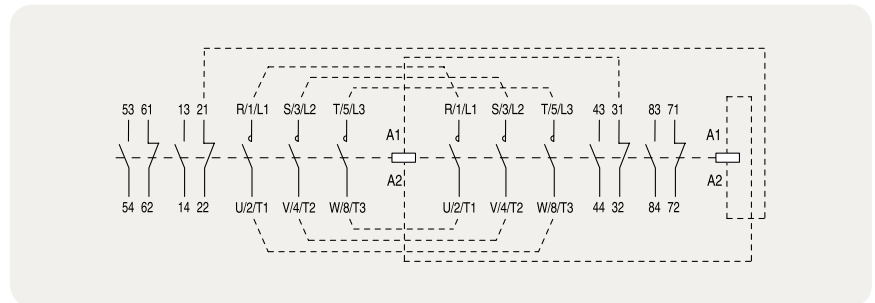 53 61 13 21 R/1/L1 S/3/L2 T/5/L3 R/1/L1 S/3/L2 T/5/L3 43 31 83 71
A1 A1
A2 A2
54 62 14 22 U/2/T1 V/4/T2 W/8/T3 U/2/T1 V/4/T2 W/8/T3 44 32 84 72